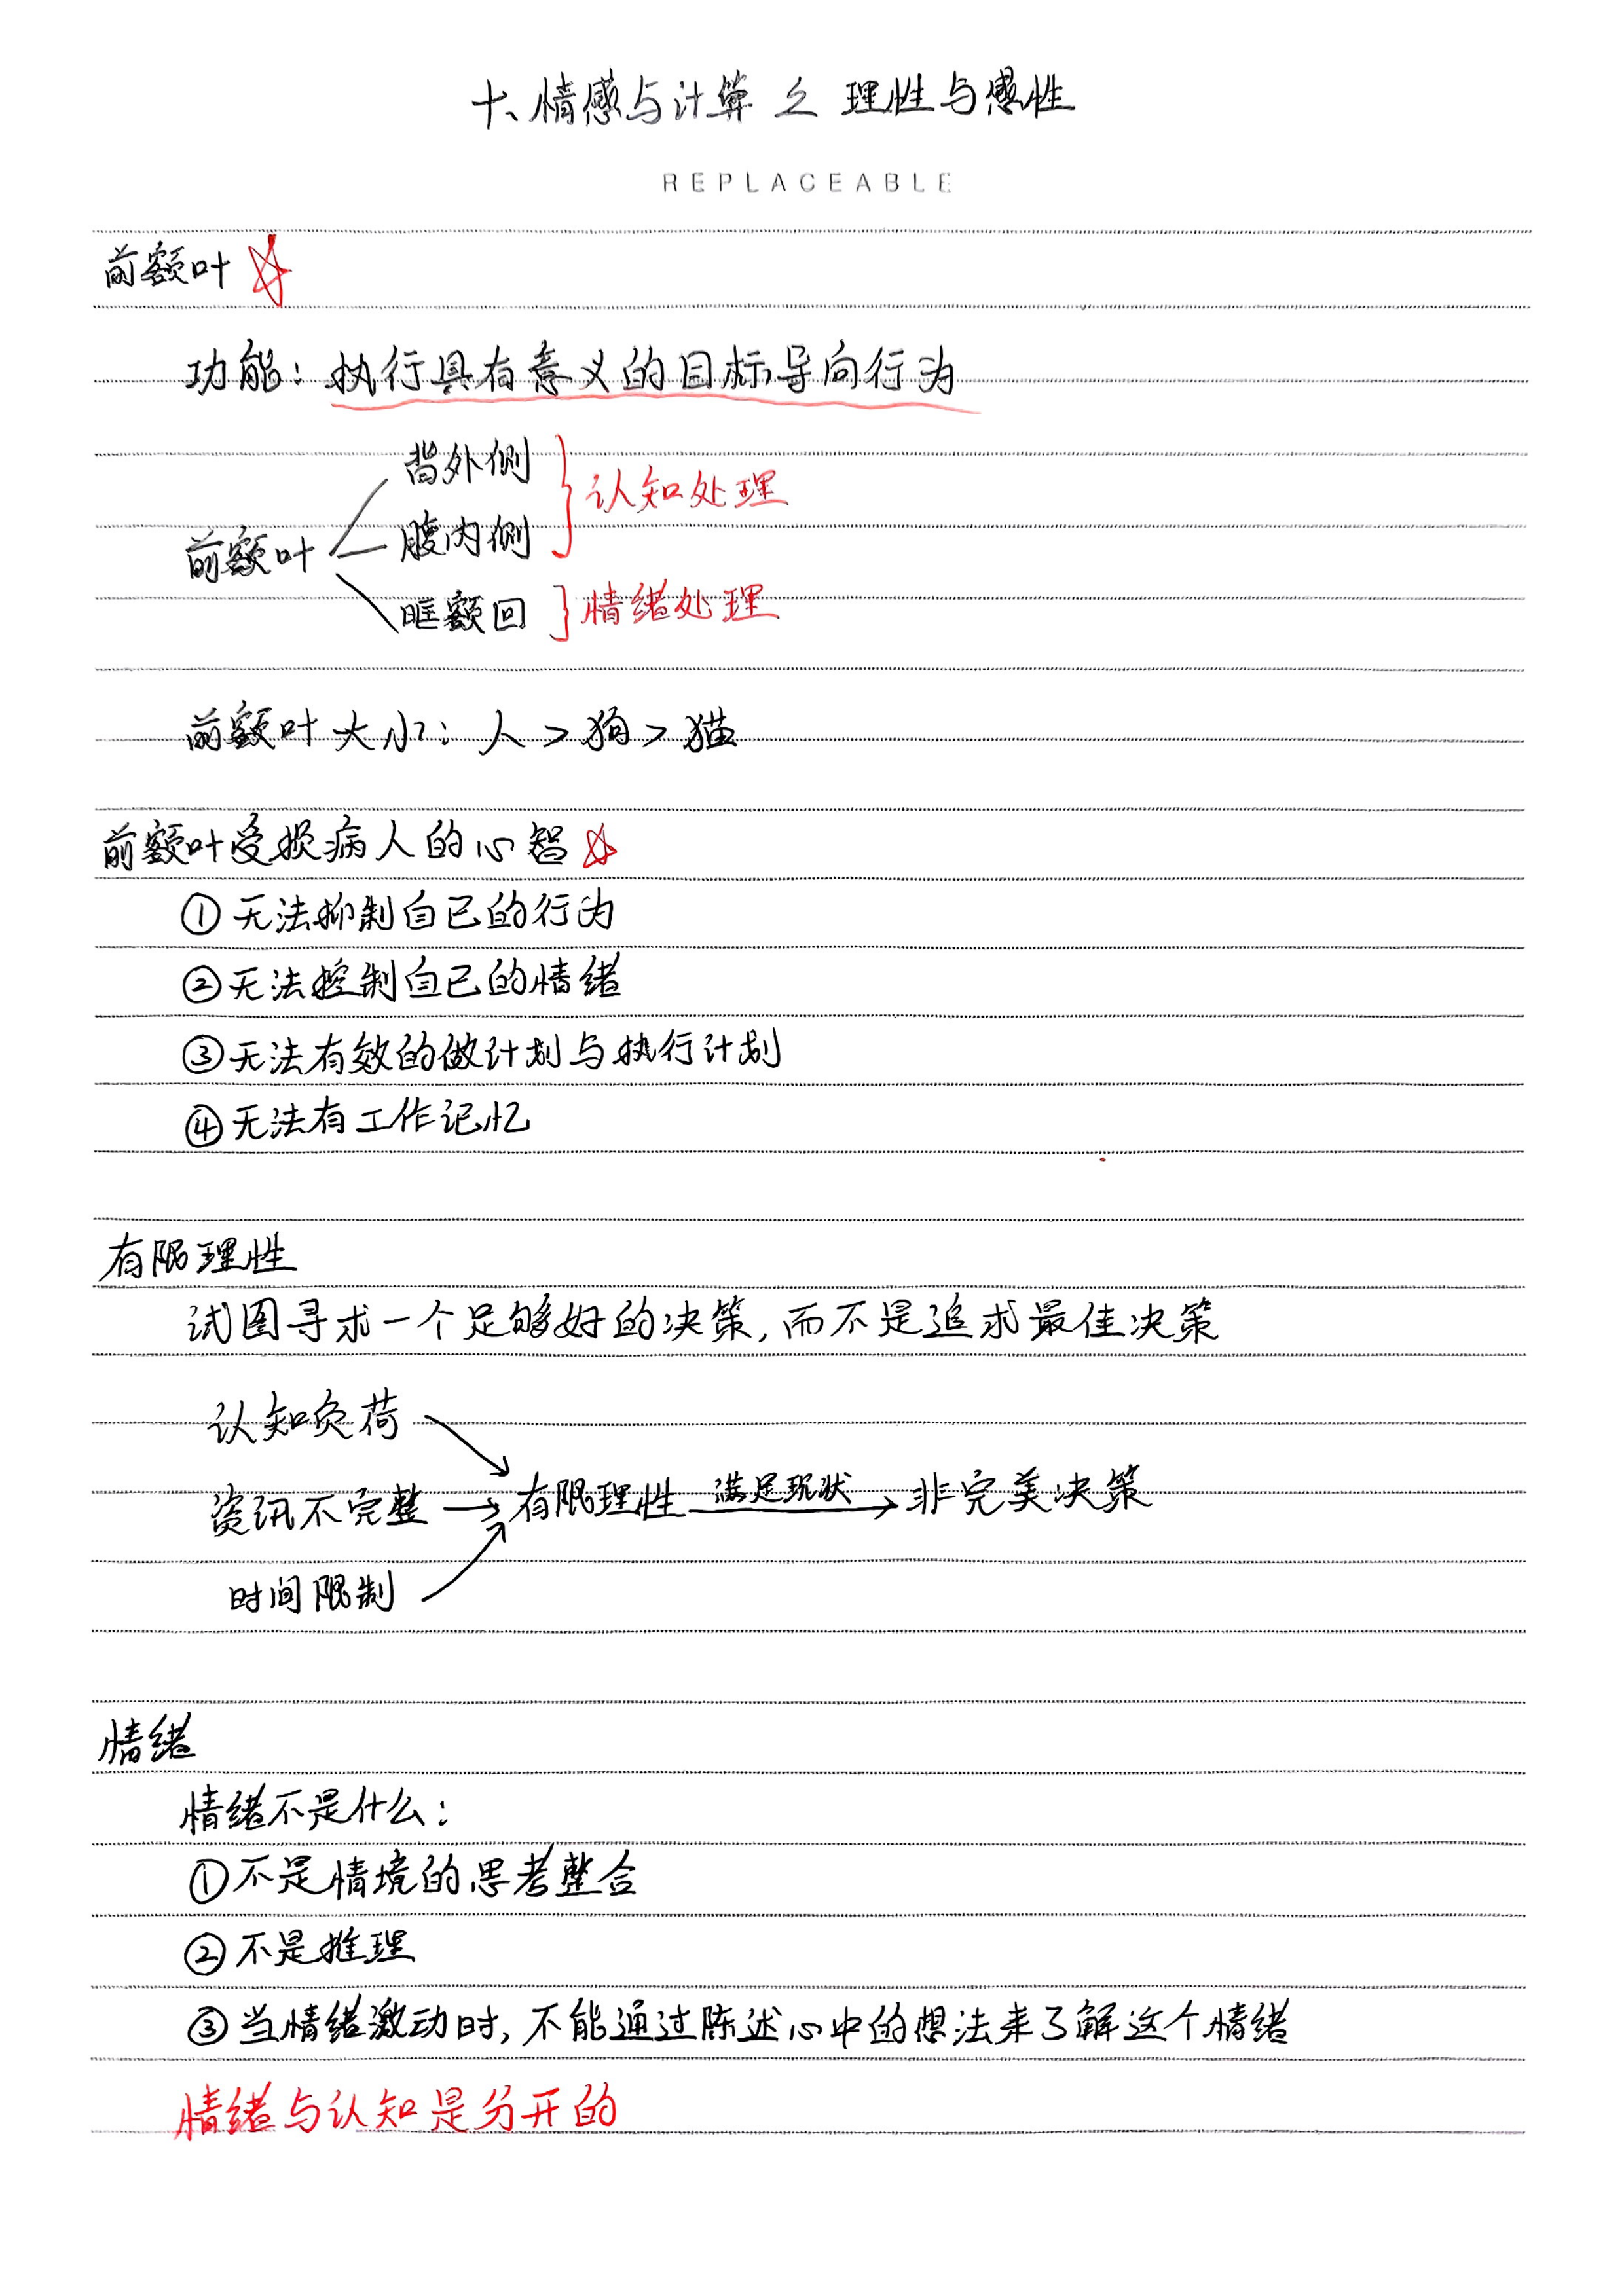 十、情感与计算之理性与感性
REPLACEABLE
前额叶
功能：执行具有意义的目标导向行为
背外侧
认知处理
前额叶
腹内侧
眶额回
情绪处理
前额叶大小：人＞狗＞猫
前额叶受损病人的心智
①无法抑制自己的行为
②无法控制自己的情绪
③无法有效的做计划与执行计划
④无法有工作记忆
有限理性
试图寻求一个足够好的决策，而不是追求最佳决策
认知负荷
资讯不完整→有限理性 满足现状→非完美决策
时间限制
情绪
情绪不是什么：
①不是情境的思考整合
②不是推理
③当情绪激动时，不能通过陈述心中的想法来了解这个情绪
情绪与认知是分开的